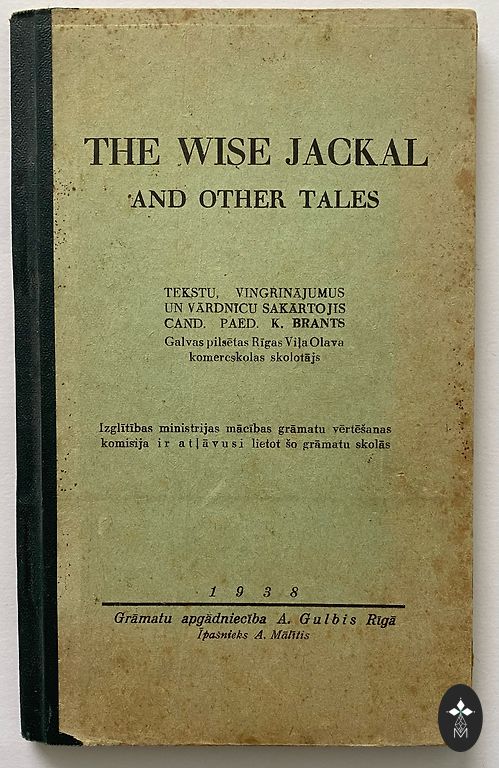 THE WISE JACKAL
AND OTHER TALES
TEKSTU, VINGRINĀJUMUS
UN VĀRDNICU SAKĀRTOJIS
CAND. PAED. K. BRANTS
Galvas pilsētas Rīgas Viļa Olava
komercskolas skolotājs
Izglītības ministrijas mācības grāmatu vērtēšanas
komisija ir atļāvusi lietot šo grāmatu skolās
1938
Grāmatu apgādniecība A. Gulbis Rīgā
Īpašnieks A. Mālītis
M